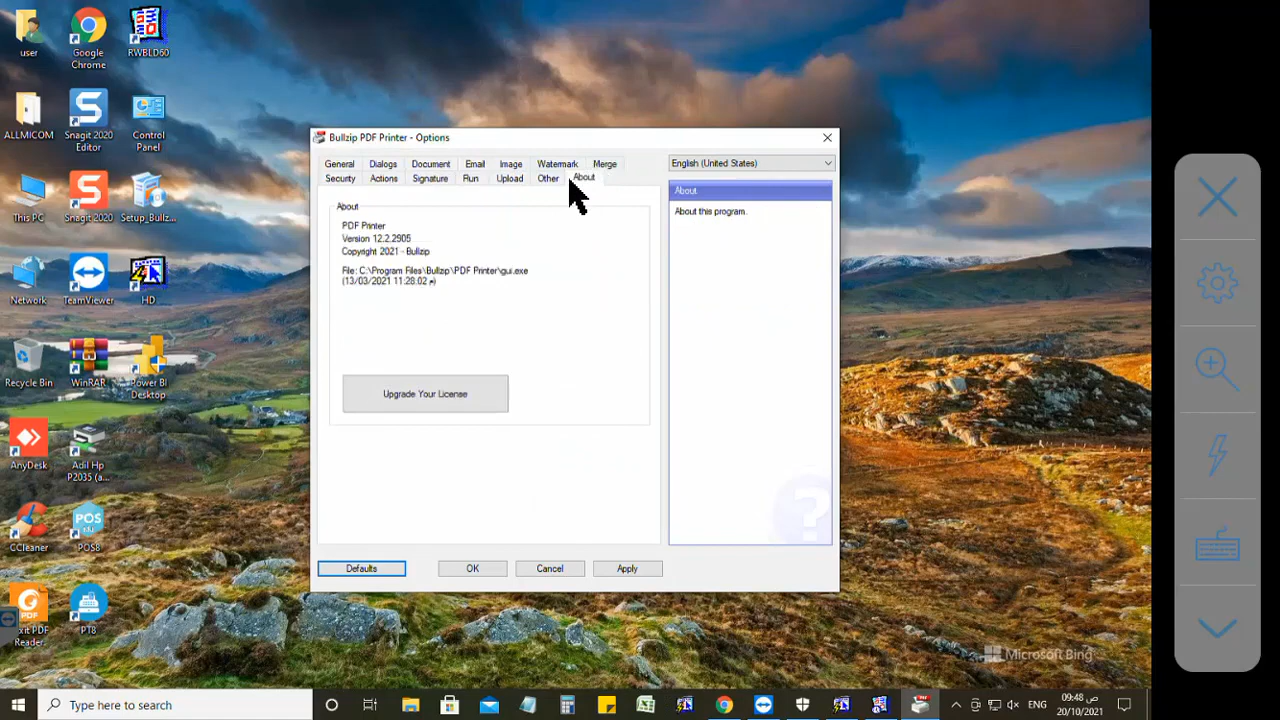 user
Google
Chrome
RWBLD60
ALLMICOM
Snagit 2020
Editor
Control
Panel
This PC
Snagit 2020
Setup_Bullz...
Network
TeamViewer
HD
Recycle Bin
WinRAR
Power BI
Desktop
AnyDesk
Adil Hp
P2035 (a...
CCleaner
POS8
POS
PDF
xit PDF
Reader.
PT8
Bullzip PDF Printer - Options
General
Dialogs
Document
Email
Image
Watermark
Merge
Security
Actions
Signature
Run
Upload
Other
About
English (United States)
About
About this program.
About
PDF Printer
Version 12.2.2905
Copyright 2021 - Bullzip
File: C:\Program Files\Bullzip\PDF Printer\gui.exe
(13/03/2021 11:28:02 م)
Upgrade Your License
Defaults
OK
Cancel
Apply
Microsoft Bing
Type here to search
ENG
09:48 ص
20/10/2021